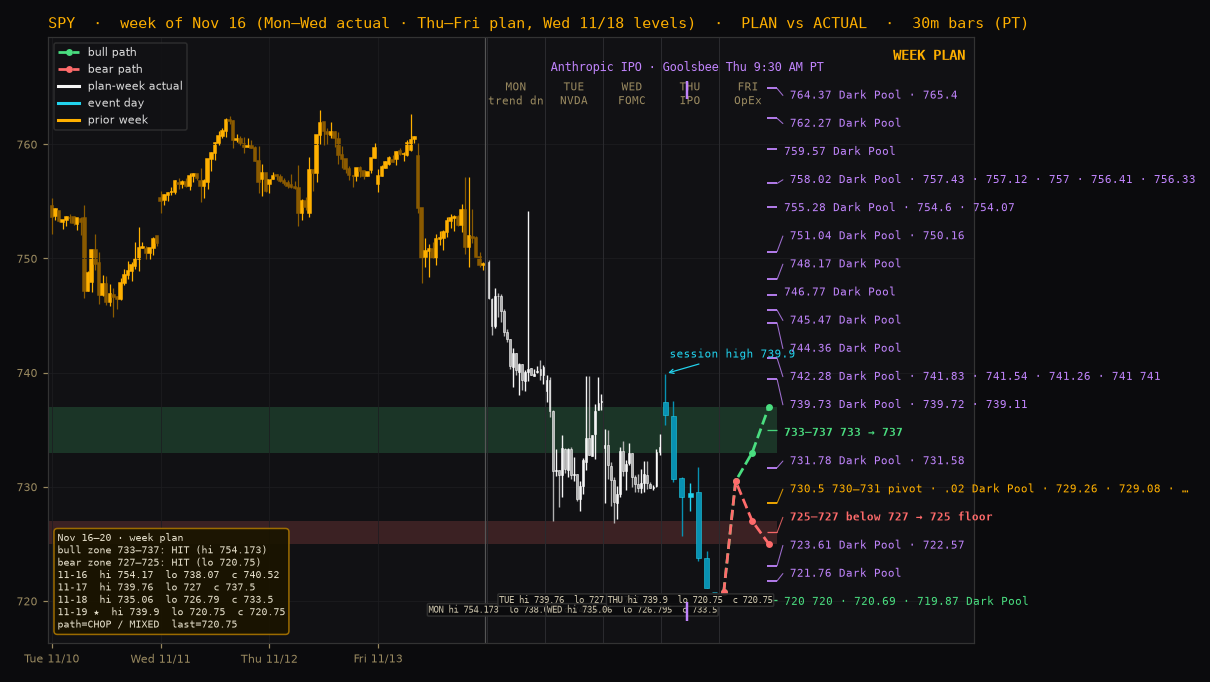 SPY · week of Nov 16 (Mon–Wed actual · Thu–Fri plan, Wed 11/18 levels) · PLAN vs ACTUAL · 30m bars (PT)
bull path
bear path
plan-week actual
event day
prior week
WEEK PLAN
Anthropic IPO · Goolsbee Thu 9:30 AM PT
MON
trend dn
TUE
NVDA
WED
FOMC
THU
IPO
FRI
OpEx
760
750
740
730
720
764.37 Dark Pool · 765.4
762.27 Dark Pool
759.57 Dark Pool
758.02 Dark Pool · 757.43 · 757.12 · 757 · 756.41 · 756.33
755.28 Dark Pool · 754.6 · 754.07
751.04 Dark Pool · 750.16
748.17 Dark Pool
746.77 Dark Pool
745.47 Dark Pool
744.36 Dark Pool
session high 739.9
742.28 Dark Pool · 741.83 · 741.54 · 741.26 · 741 741
739.73 Dark Pool · 739.72 · 739.11
733–737 733 → 737
731.78 Dark Pool · 731.58
730.5 730–731 pivot · .02 Dark Pool · 729.26 · 729.08 · …
725–727 below 727 → 725 floor
723.61 Dark Pool · 722.57
721.76 Dark Pool
720 720 · 720.69 · 719.87 Dark Pool
Nov 16–20 · week plan
bull zone 733–737: HIT (hi 754.173)
bear zone 727–725: HIT (lo 720.75)
11-16 hi 754.17 lo 738.07 c 740.52
11-17 hi 739.76 lo 727 c 737.5
11-18 hi 735.06 lo 726.79 c 733.5
11-19 ★ hi 739.9 lo 720.75 c 720.75
path=CHOP / MIXED last=720.75
TUE hi 739.76 lo 727
THU hi 739.9 lo 720.75 c 720.75
MON hi 754.173 lo 738.
WED hi 735.06 lo 726.795 c 733.5
Tue 11/10
Wed 11/11
Thu 11/12
Fri 11/13